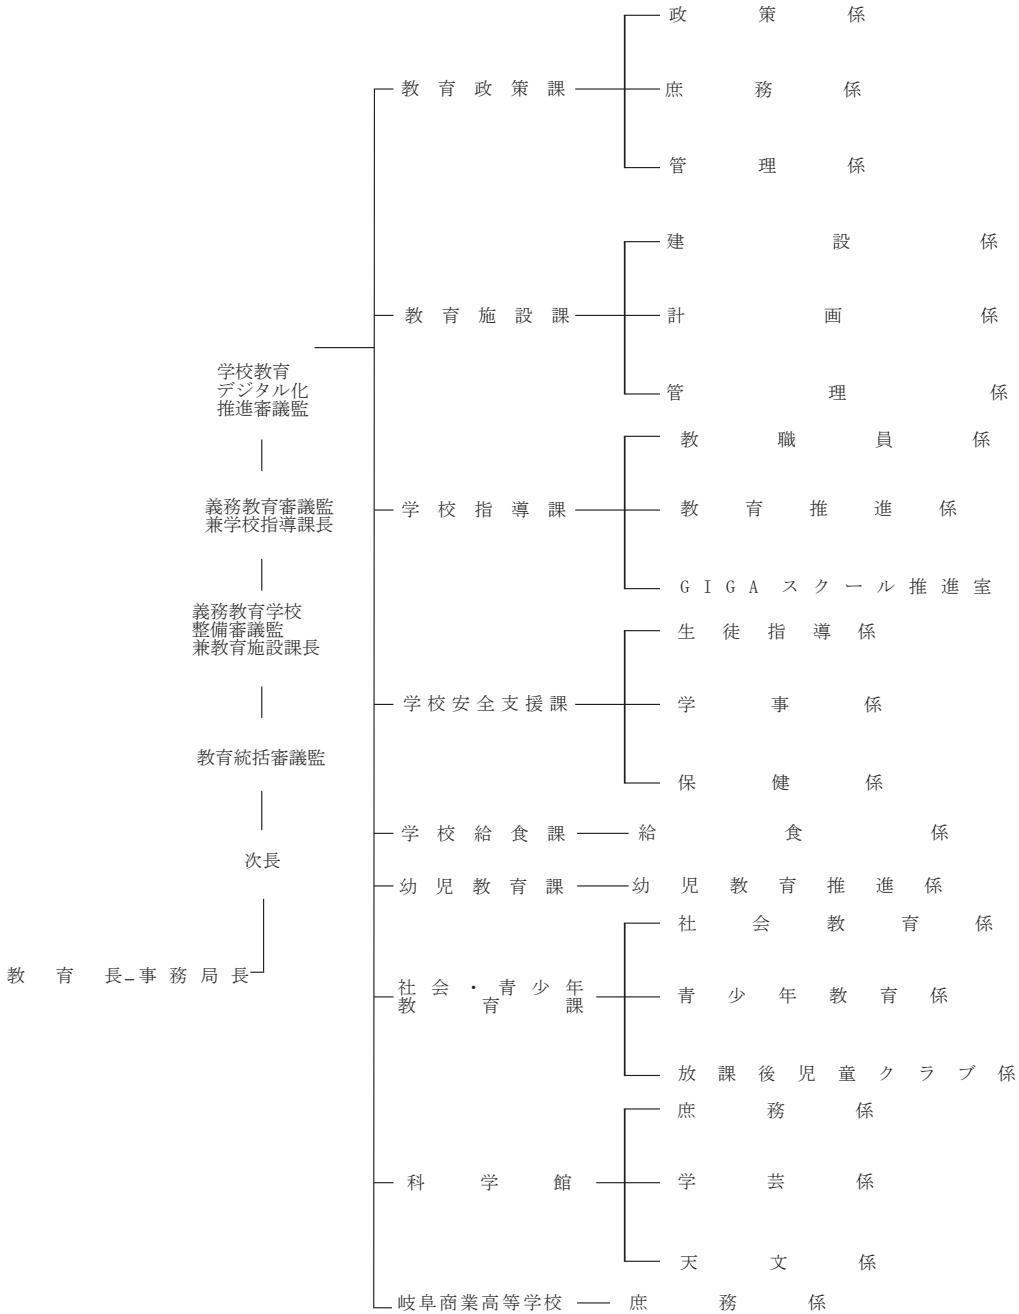 政策係
教育政策課
庶務係
管理係
建設係
教育施設課
計画係
管理係
学校教育
デジタル化
推進審議監
義務教育審議監
兼学校指導課長
義務教育学校
整備審議監
兼教育施設課長
教育統括審議監
次長
教育長
事務局長
教職員係
学校指導課
教育推進係
GIGAスクール推進室
生徒指導係
学校安全支援課
学事係
保健係
学校給食課
給食係
幼児教育課
幼児教育推進係
社会教育係
社会・青少年
教育課
青少年教育係
放課後児童クラブ係
庶務係
科学館
学芸係
天文係
岐阜商業高等学校
庶務係